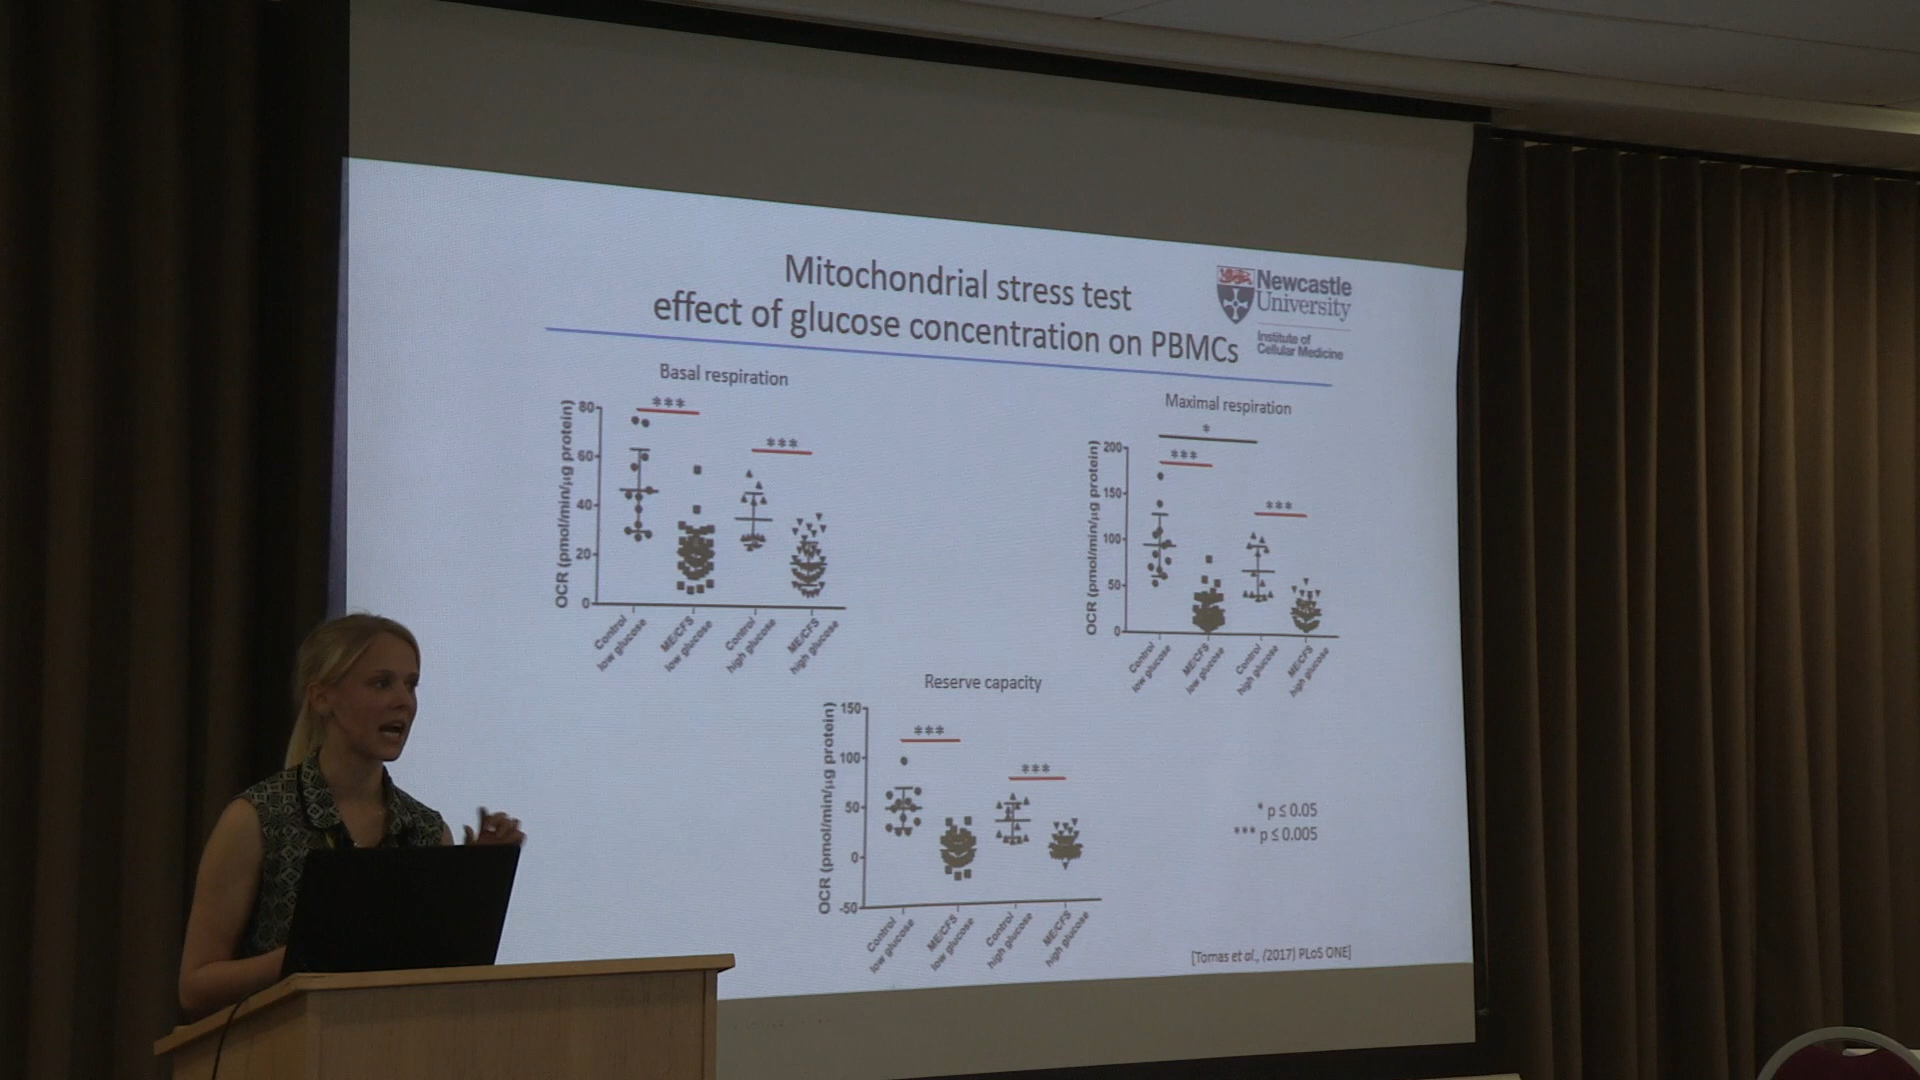 Mitochondrial stress test
effect of glucose concentration on PBMCs
Newcastle
University
Institute of
Cellular Medicine
Basal respiration
OCR (pmol/min/µg protein)
80
60
40
20
0
***
***
Control
low glucose
ME/CFS
low glucose
Control
high glucose
ME/CFS
high glucose
Maximal respiration
OCR (pmol/min/µg protein)
200
150
100
50
0
*
***
***
Control
low glucose
ME/CFS
low glucose
Control
high glucose
ME/CFS
high glucose
Reserve capacity
OCR (pmol/min/µg protein)
150
100
50
0
-50
***
***
Control
low glucose
ME/CFS
low glucose
Control
high glucose
ME/CFS
high glucose
* p ≤ 0.05
*** p ≤ 0.005
[Tomas et al., (2017) PLoS ONE]